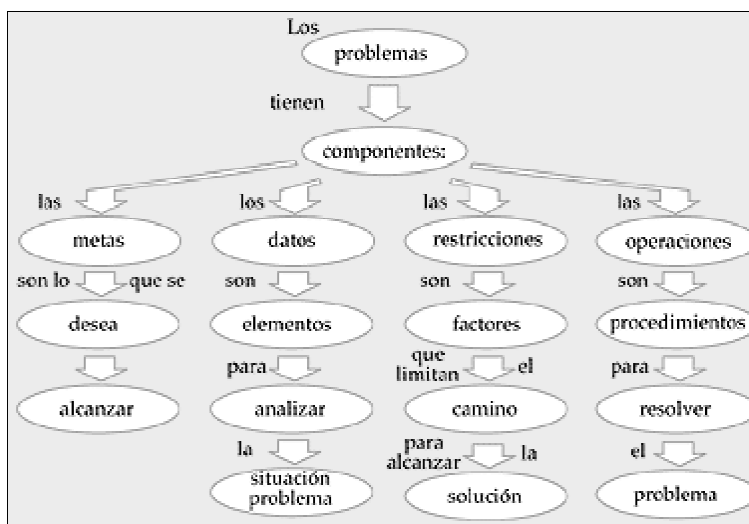 Los
problemas
tienen
componentes:
las
metas
son lo que se
desea
alcanzar
los
datos
son
elementos
para
analizar
la
situación
problema
las
restricciones
son
factores
que
limitan el
camino
para
alcanzar la
solución
las
operaciones
son
procedimientos
para
resolver
el
problema